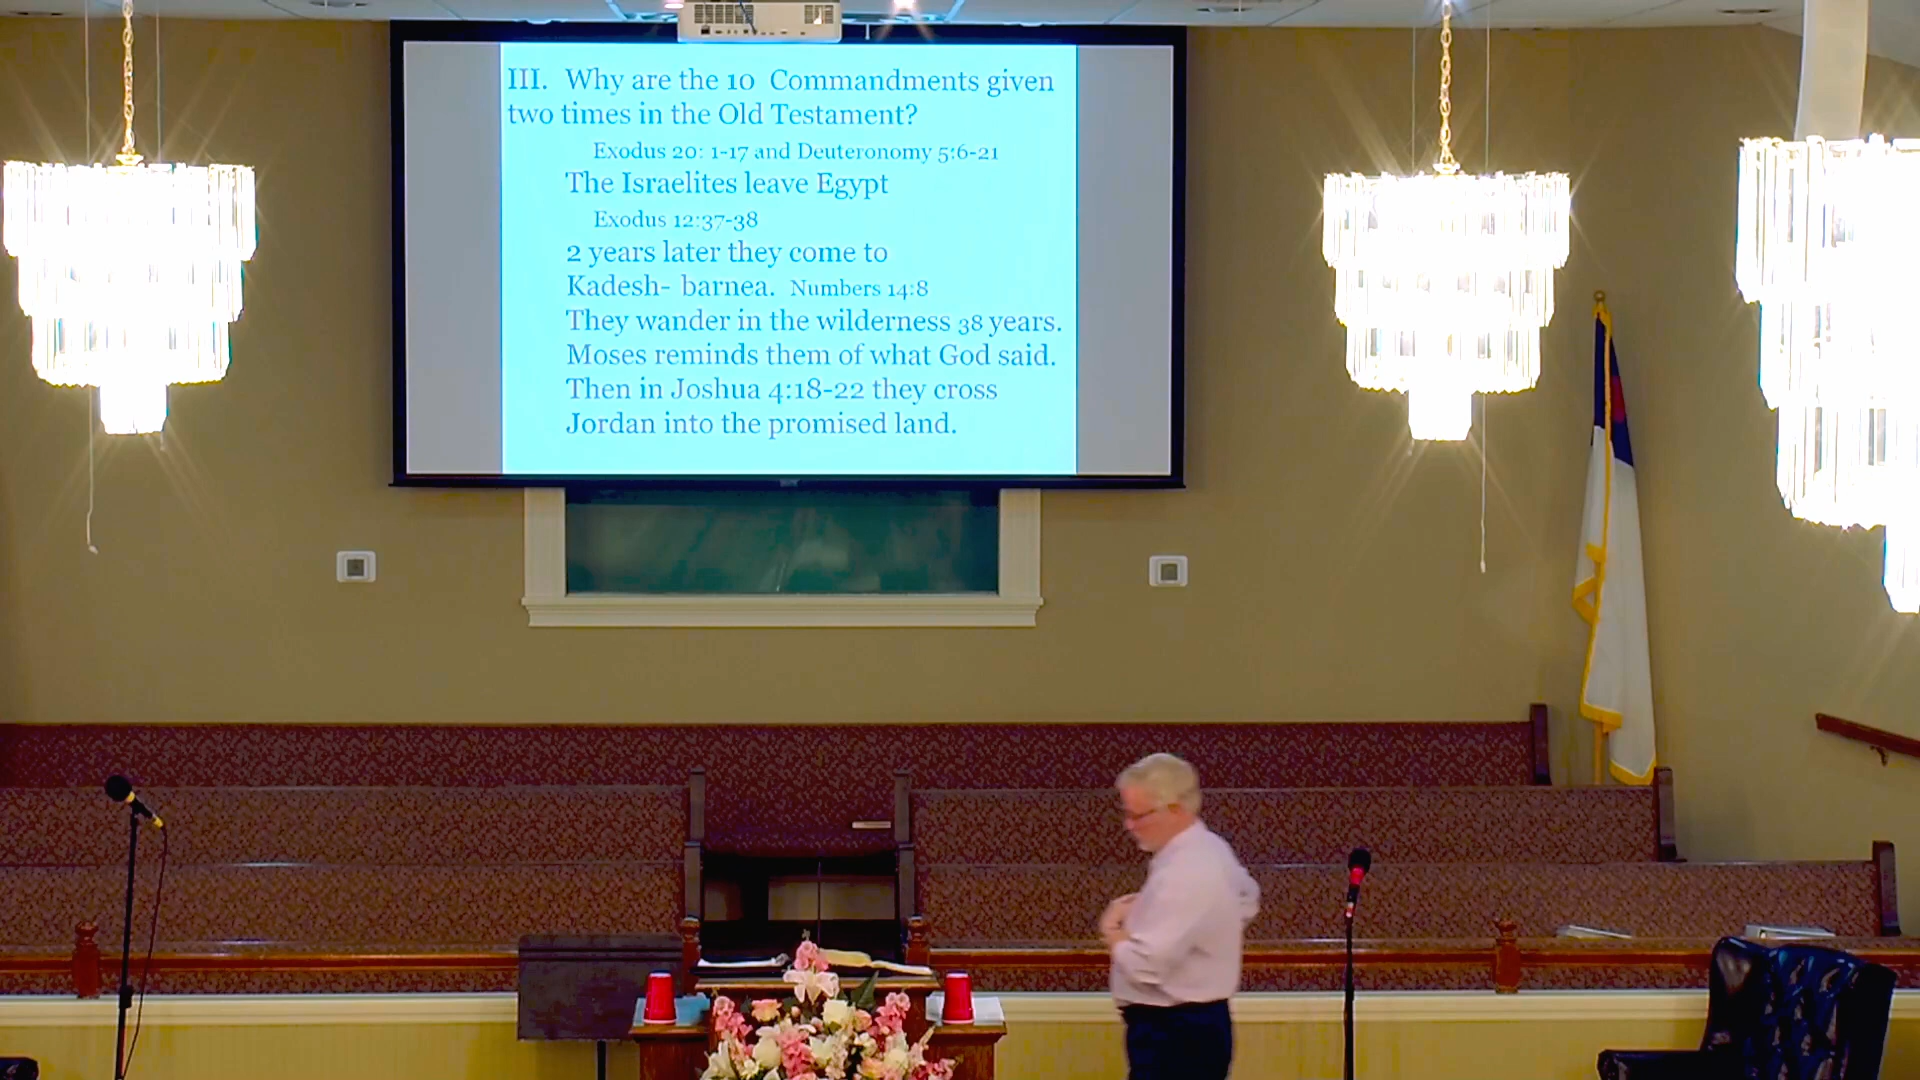 III. Why are the 10 Commandments given
two times in the Old Testament?
Exodus 20: 1-17 and Deuteronomy 5:6-21
The Israelites leave Egypt
Exodus 12:37-38
2 years later they come to
Kadesh- barnea. Numbers 14:8
They wander in the wilderness 38 years.
Moses reminds them of what God said.
Then in Joshua 4:18-22 they cross
Jordan into the promised land.